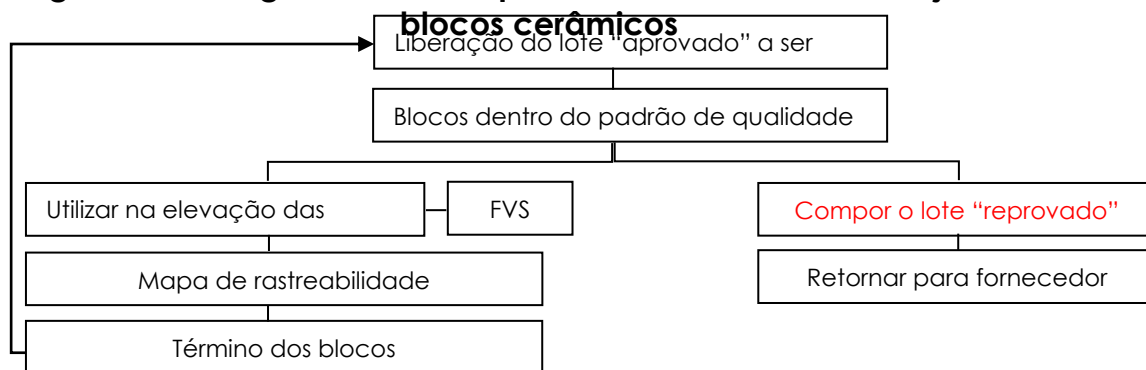 blocos cerâmicos
Liberação do lote “aprovado” a ser
Blocos dentro do padrão de qualidade
Utilizar na elevação das
FVS
Compor o lote “reprovado”
Mapa de rastreabilidade
Retornar para fornecedor
Término dos blocos